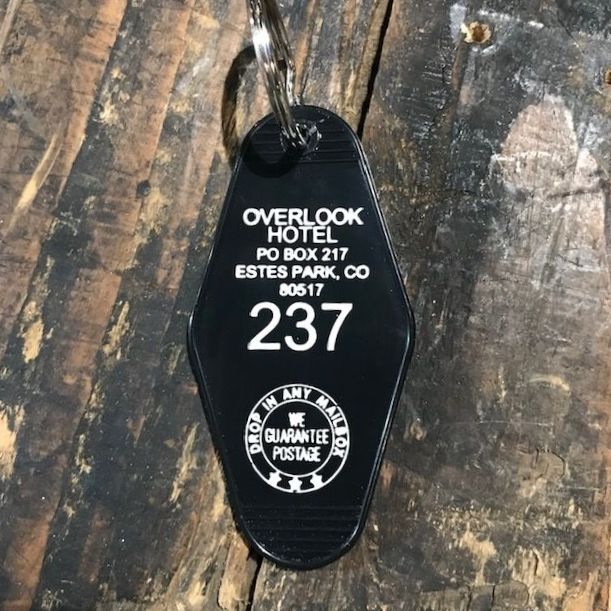 OVERLOOK
HOTEL
PO BOX 217
ESTES PARK, CO
80517
237
DROP IN ANY MAILBOX
WE
GUARANTEE
POSTAGE